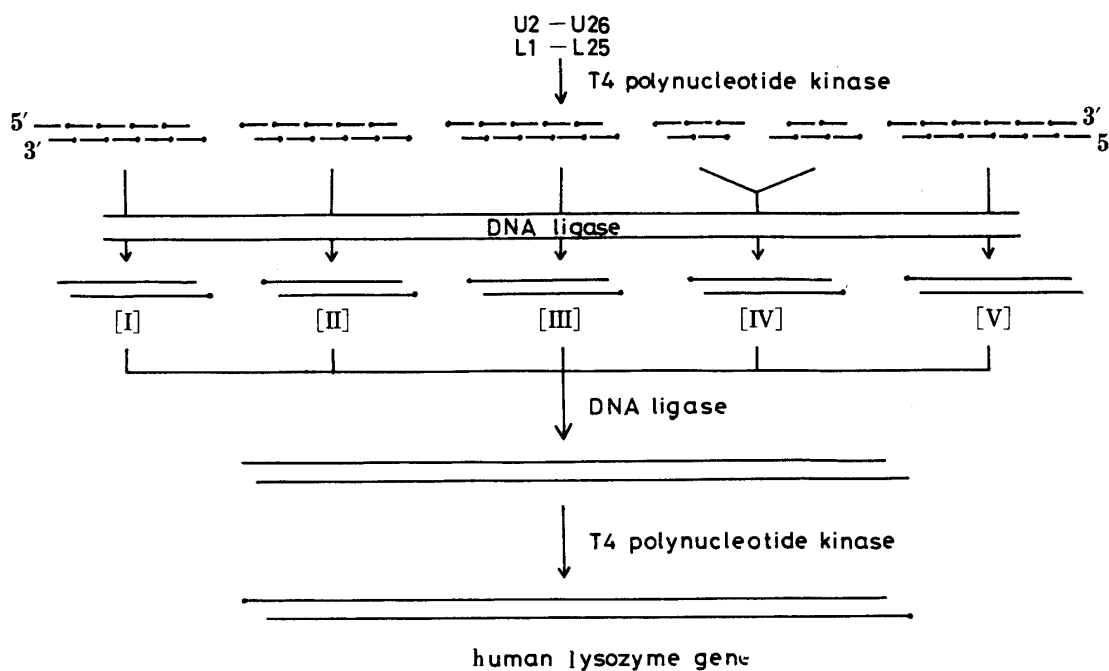 U2 – U26
L1 – L25
T4 polynucleotide kinase
5′ 3′
3′ 5
DNA ligase
[I] [II] [III] [IV] [V]
DNA ligase
T4 polynucleotide kinase
human lysozyme gene